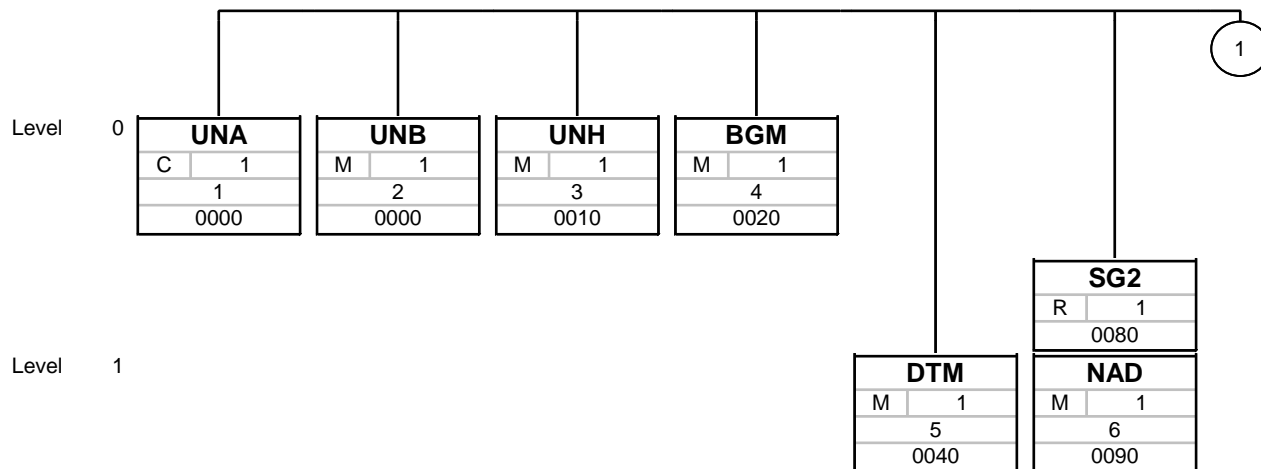 1
Level 0 UNA UNB UNH BGM
C 1 M 1 M 1 M 1
1 2 3 4
0000 0000 0010 0020
SG2
R 1
0080
Level 1 DTM NAD
M 1 M 1
5 6
0040 0090